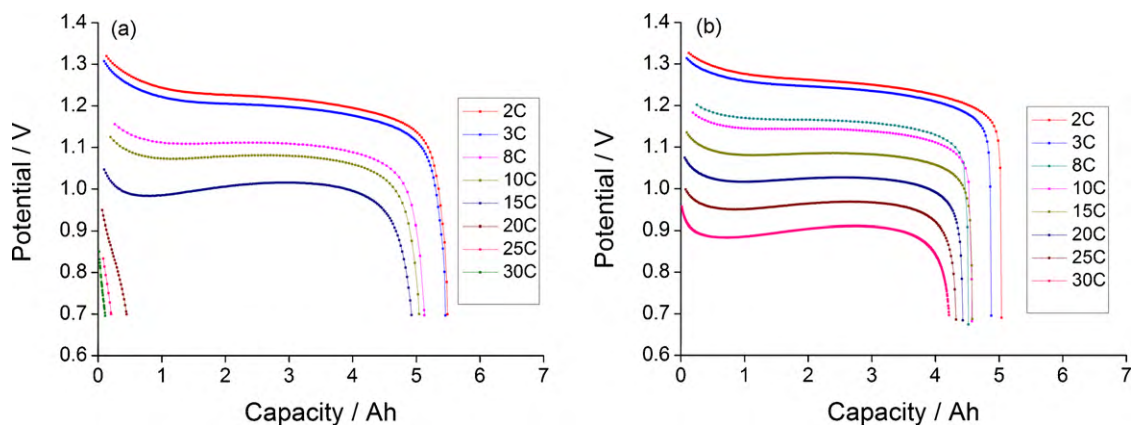 (a)
Potential / V
1.4
1.3
1.2
1.1
1.0
0.9
0.8
0.7
0.6
0 1 2 3 4 5 6 7
Capacity / Ah
2C
3C
8C
10C
15C
20C
25C
30C
(b)
Potential / V
1.4
1.3
1.2
1.1
1.0
0.9
0.8
0.7
0.6
0 1 2 3 4 5 6 7
Capacity / Ah
2C
3C
8C
10C
15C
20C
25C
30C